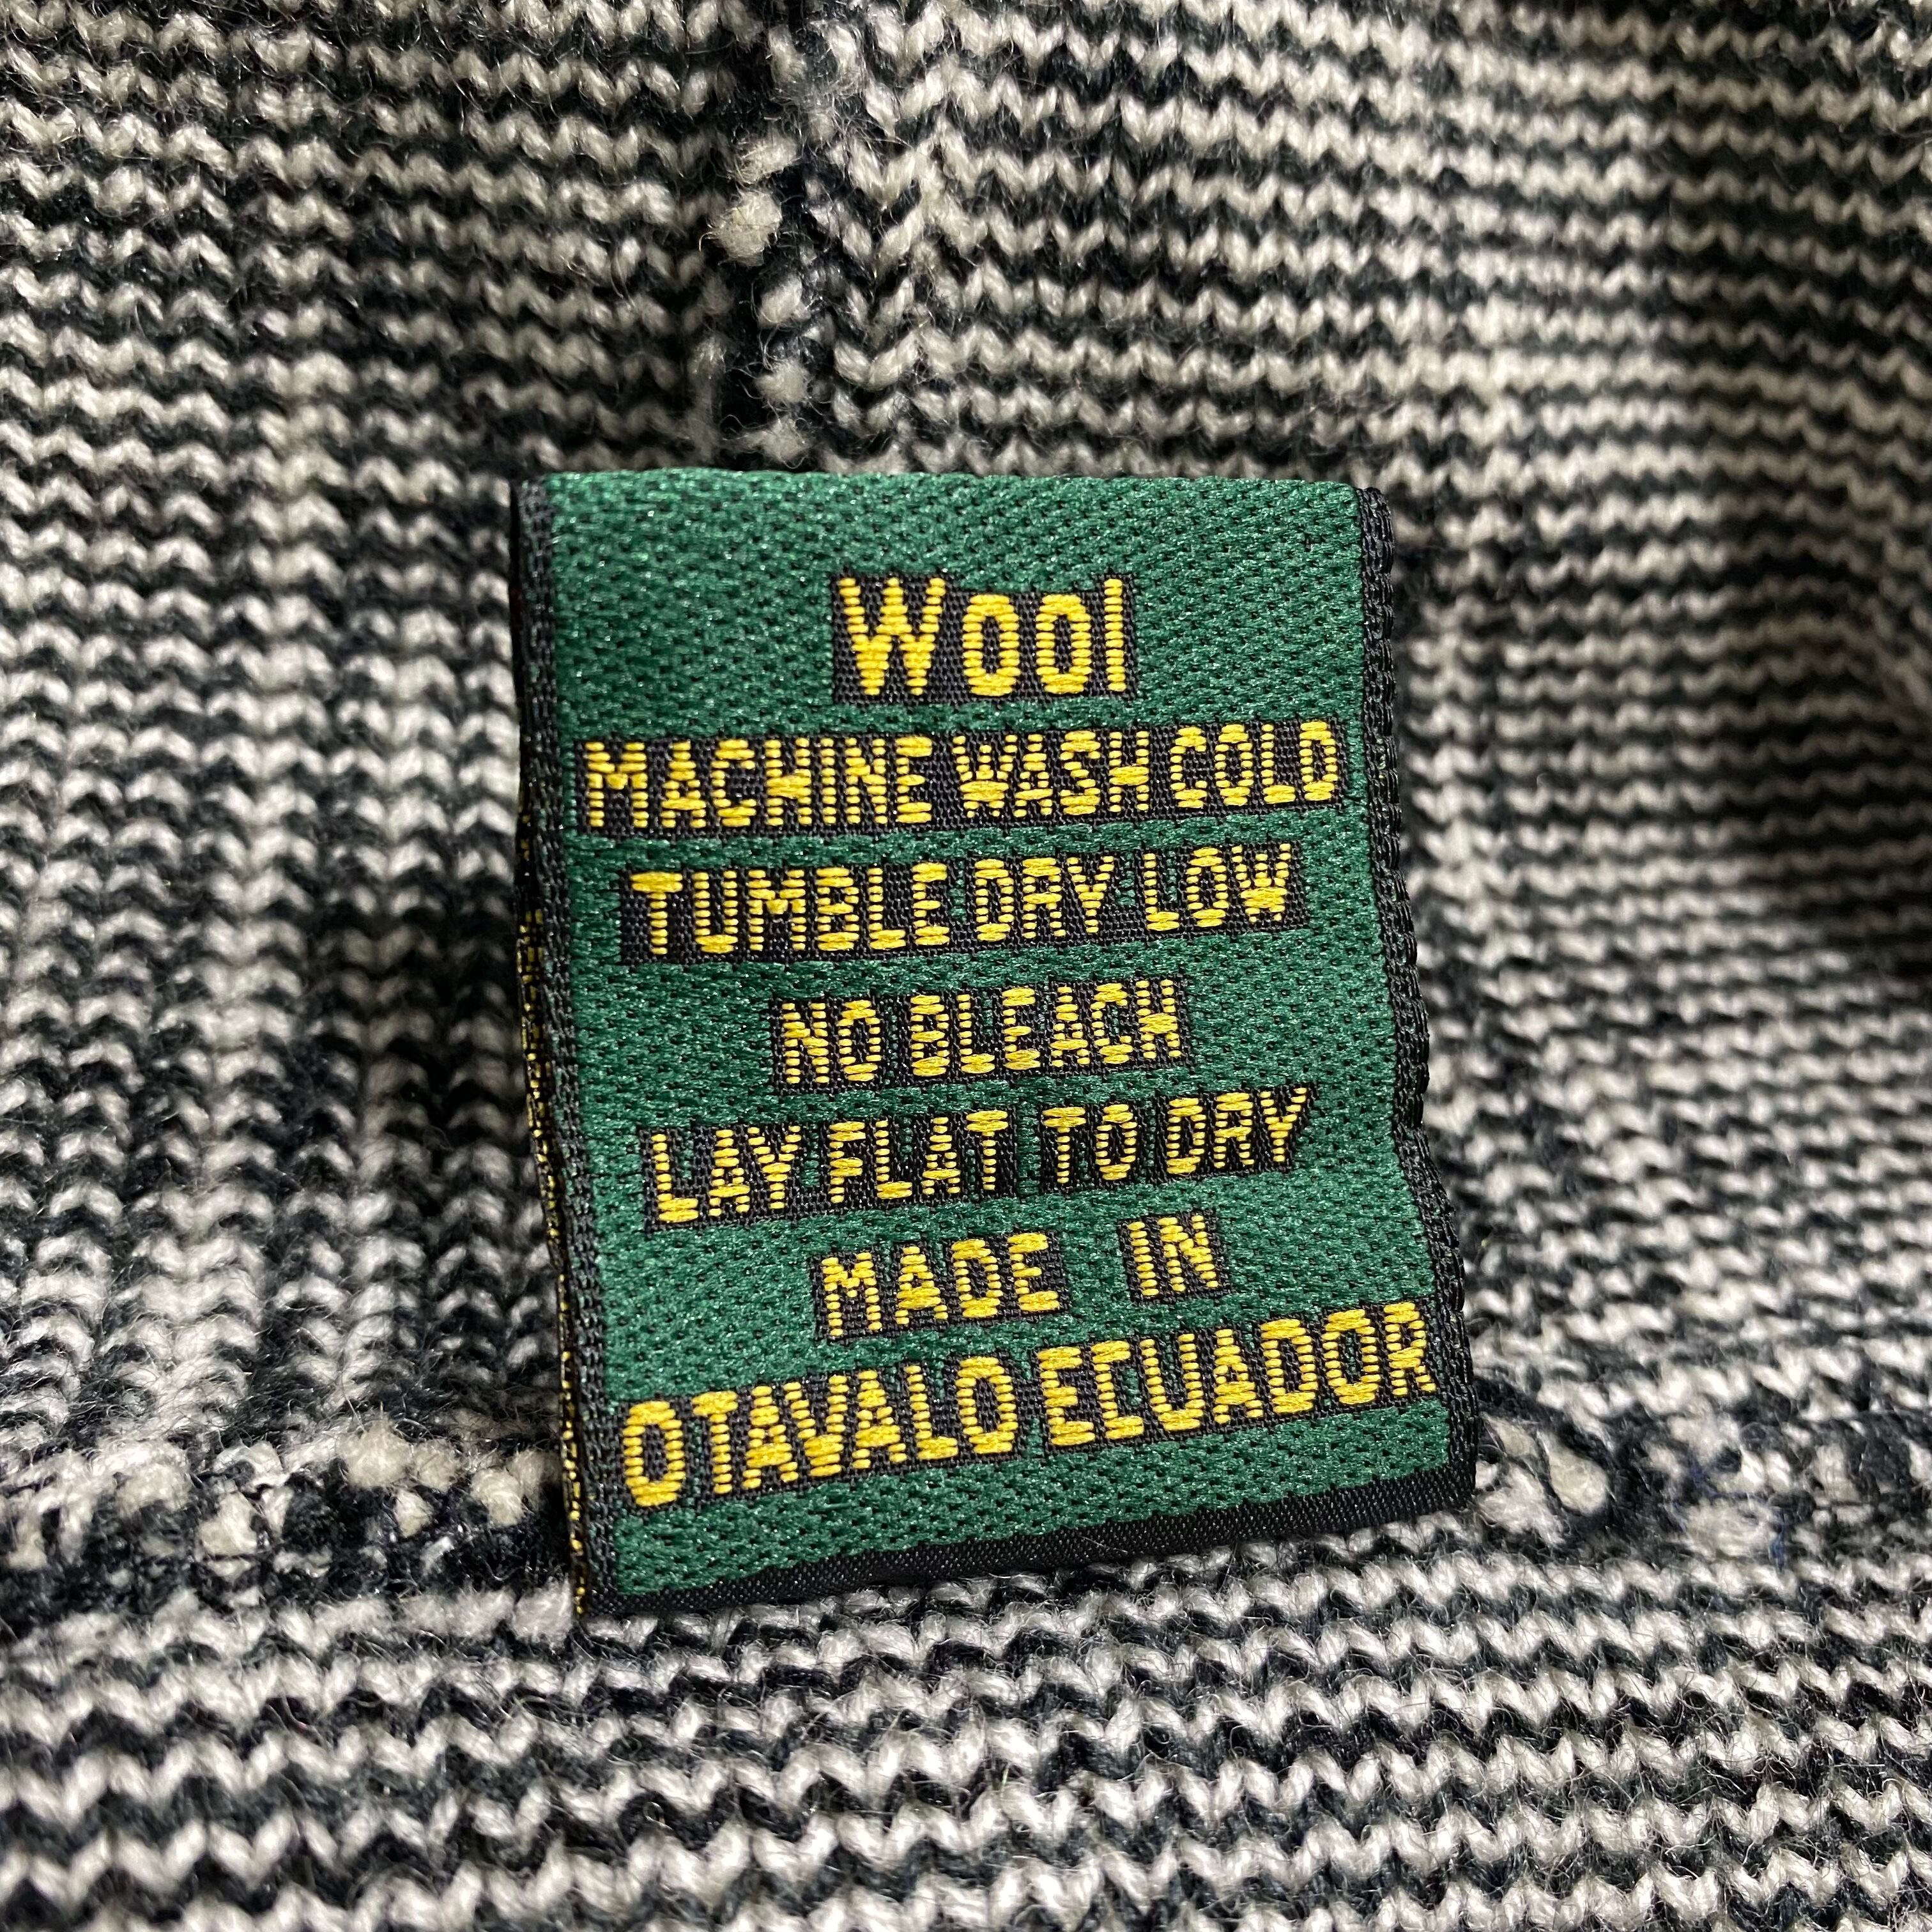 Wool
MACHINE WASH COLD
TUMBLE DRY LOW
NO BLEACH
LAY FLAT TO DRY
MADE IN
OTAVALO ECUADOR